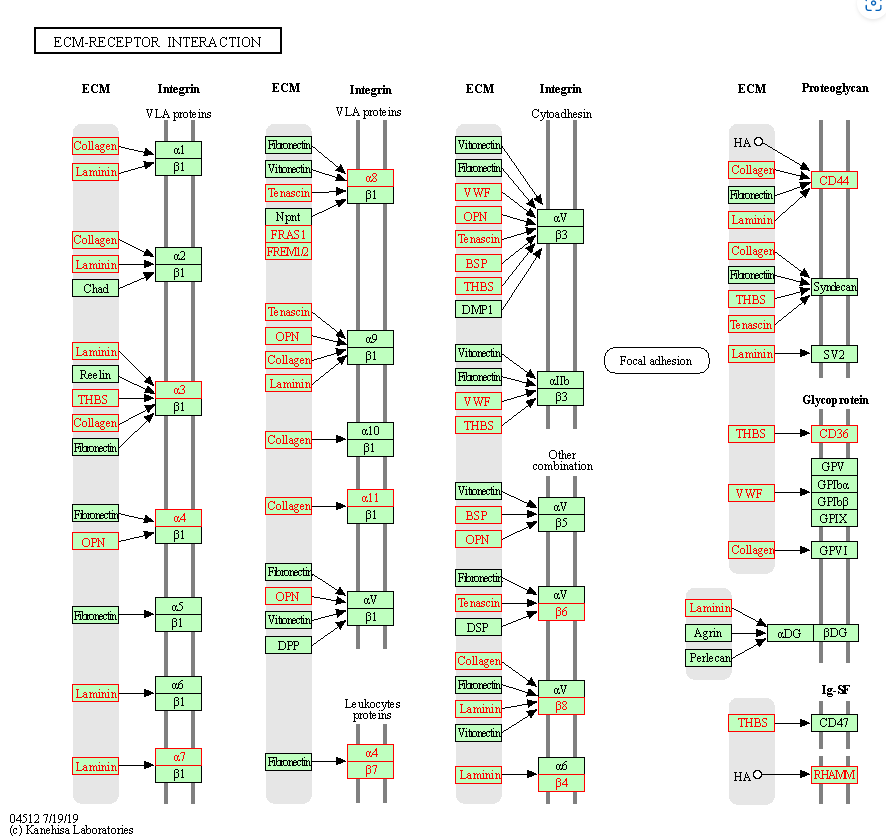 ECM-RECEPTOR INTERACTION
ECM
Integrin
VLA proteins
Collagen
Laminin
α1
β1
Collagen
Laminin
Chad
α2
β1
Laminin
Reelin
THBS
Collagen
Fibronectin
α3
β1
Fibronectin
OPN
α4
β1
Fibronectin
α5
β1
Laminin
α6
β1
Laminin
α7
β1
ECM
Integrin
VLA proteins
Fibronectin
Vitronectin
Tenascin
Npnt
FRAS1
FREM1/2
α8
β1
Tenascin
OPN
Collagen
Laminin
α9
β1
Collagen
α10
β1
Collagen
α11
β1
Fibronectin
OPN
Vitronectin
DPP
αV
β1
Leukocytes
proteins
Fibronectin
α4
β7
ECM
Integrin
Cytoadhesin
Vitronectin
Fibronectin
VWF
OPN
Tenascin
BSP
THBS
DMP1
αV
β3
Vitronectin
Fibronectin
VWF
THBS
αIIb
β3
Other
combination
Vitronectin
BSP
OPN
αV
β5
Fibronectin
Tenascin
DSP
αV
β6
Collagen
Fibronectin
Laminin
Vitronectin
αV
β8
Laminin
α6
β4
Focal adhesion
ECM
Proteoglycan
HA
Collagen
Fibronectin
Laminin
CD44
Collagen
Fibronectin
THBS
Tenascin
Syndecan
Laminin
SV2
Glycoprotein
THBS
CD36
VWF
GPV
GPIbα
GPIbβ
GPIX
Collagen
GPVI
Laminin
Agrin
Perlecan
αDG
βDG
Ig-SF
THBS
CD47
HA
RHAMM
04512 7/19/19
(c) Kanehisa Laboratories